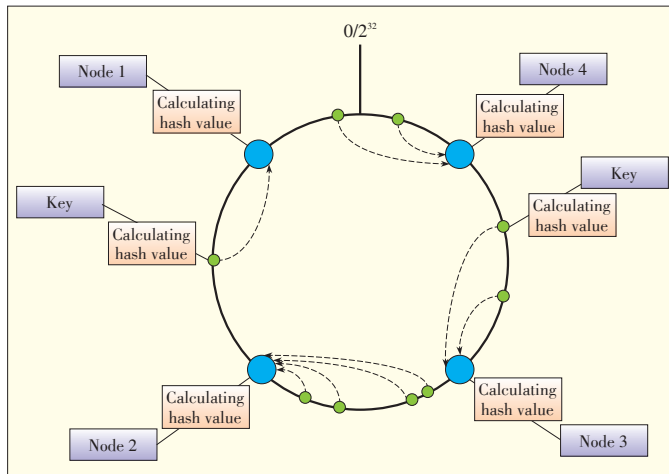 0/2³²
Node 1
Calculating
hash value
Node 4
Calculating
hash value
Key
Calculating
hash value
Key
Calculating
hash value
Calculating
hash value
Node 2
Calculating
hash value
Node 3